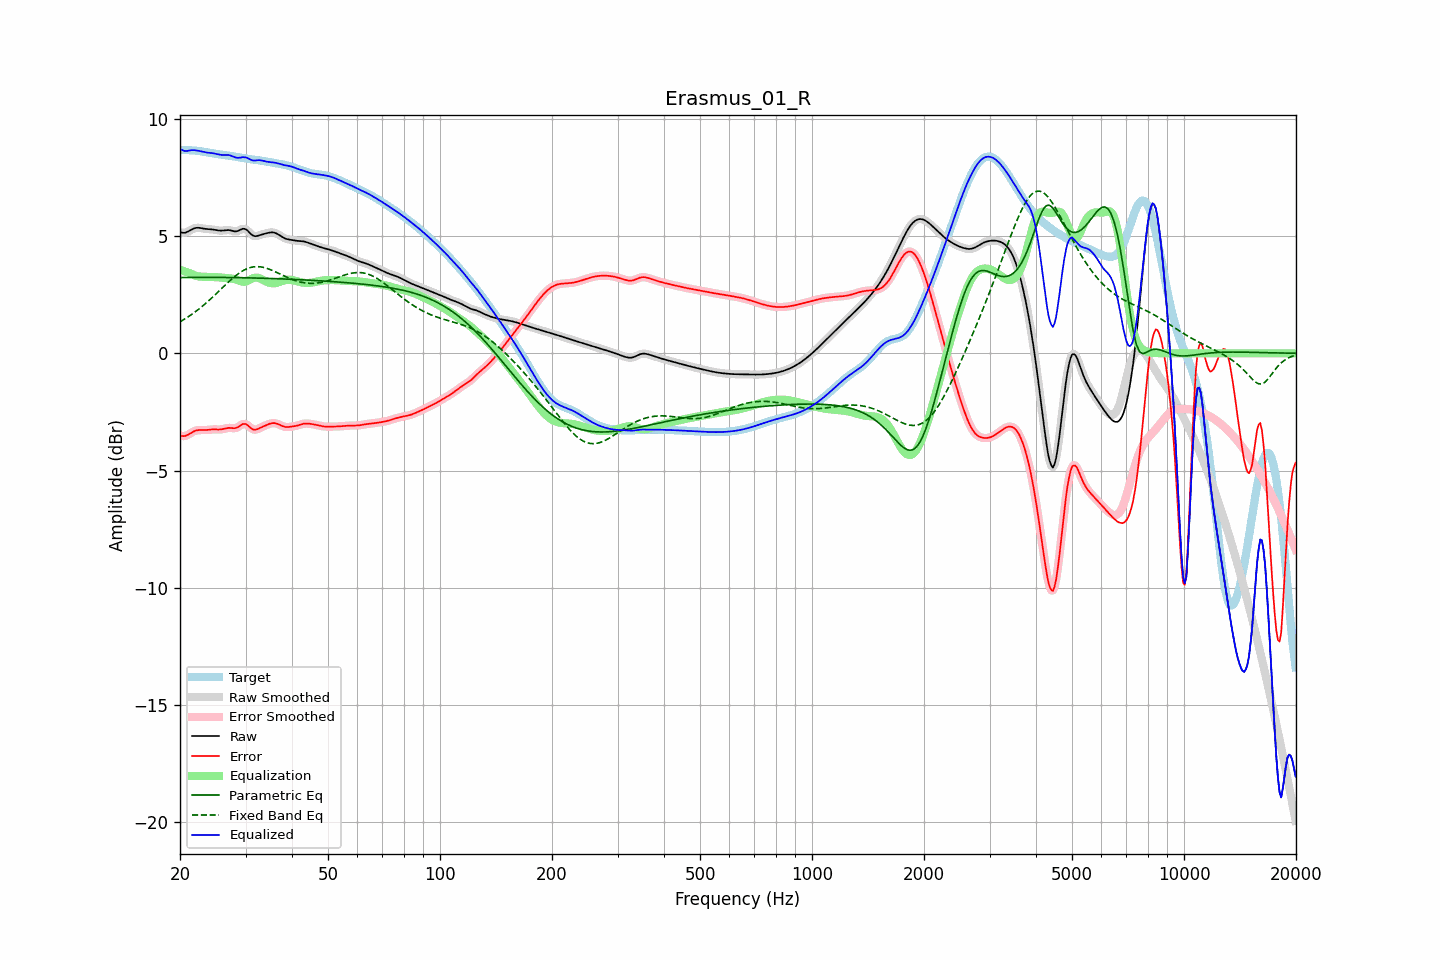 Erasmus_01_R
Amplitude (dBr)
10
5
0
−5
−10
−15
−20
Target
Raw Smoothed
Error Smoothed
Raw
Error
Equalization
Parametric Eq
Fixed Band Eq
Equalized
20 50 100 200 500 1000 2000 5000 10000 20000
Frequency (Hz)